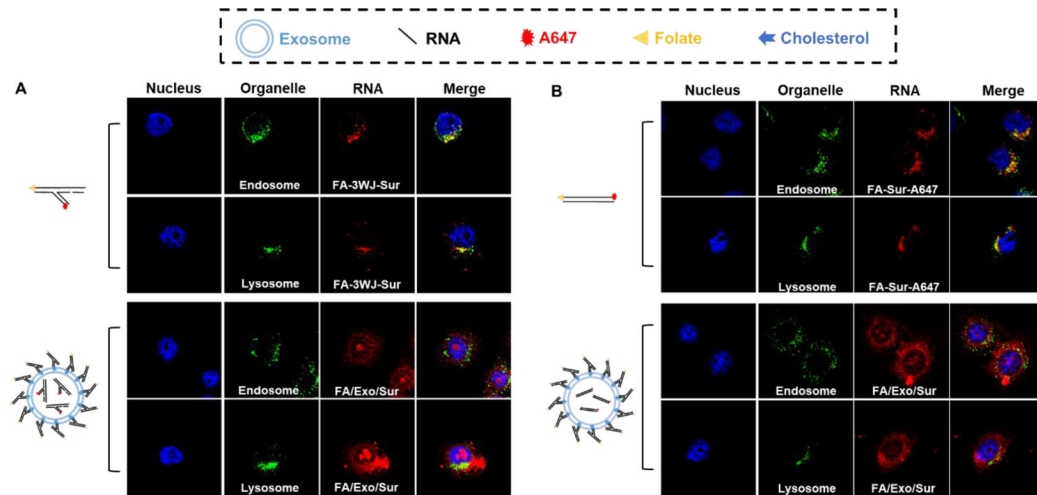 Exosome RNA A647 Folate Cholesterol
A
Nucleus Organelle RNA Merge
Endosome FA-3WJ-Sur
Lysosome FA-3WJ-Sur
Endosome FA/Exo/Sur
Lysosome FA/Exo/Sur
B
Nucleus Organelle RNA Merge
Endosome FA-Sur-A647
Lysosome FA-Sur-A647
Endosome FA/Exo/Sur
Lysosome FA/Exo/Sur